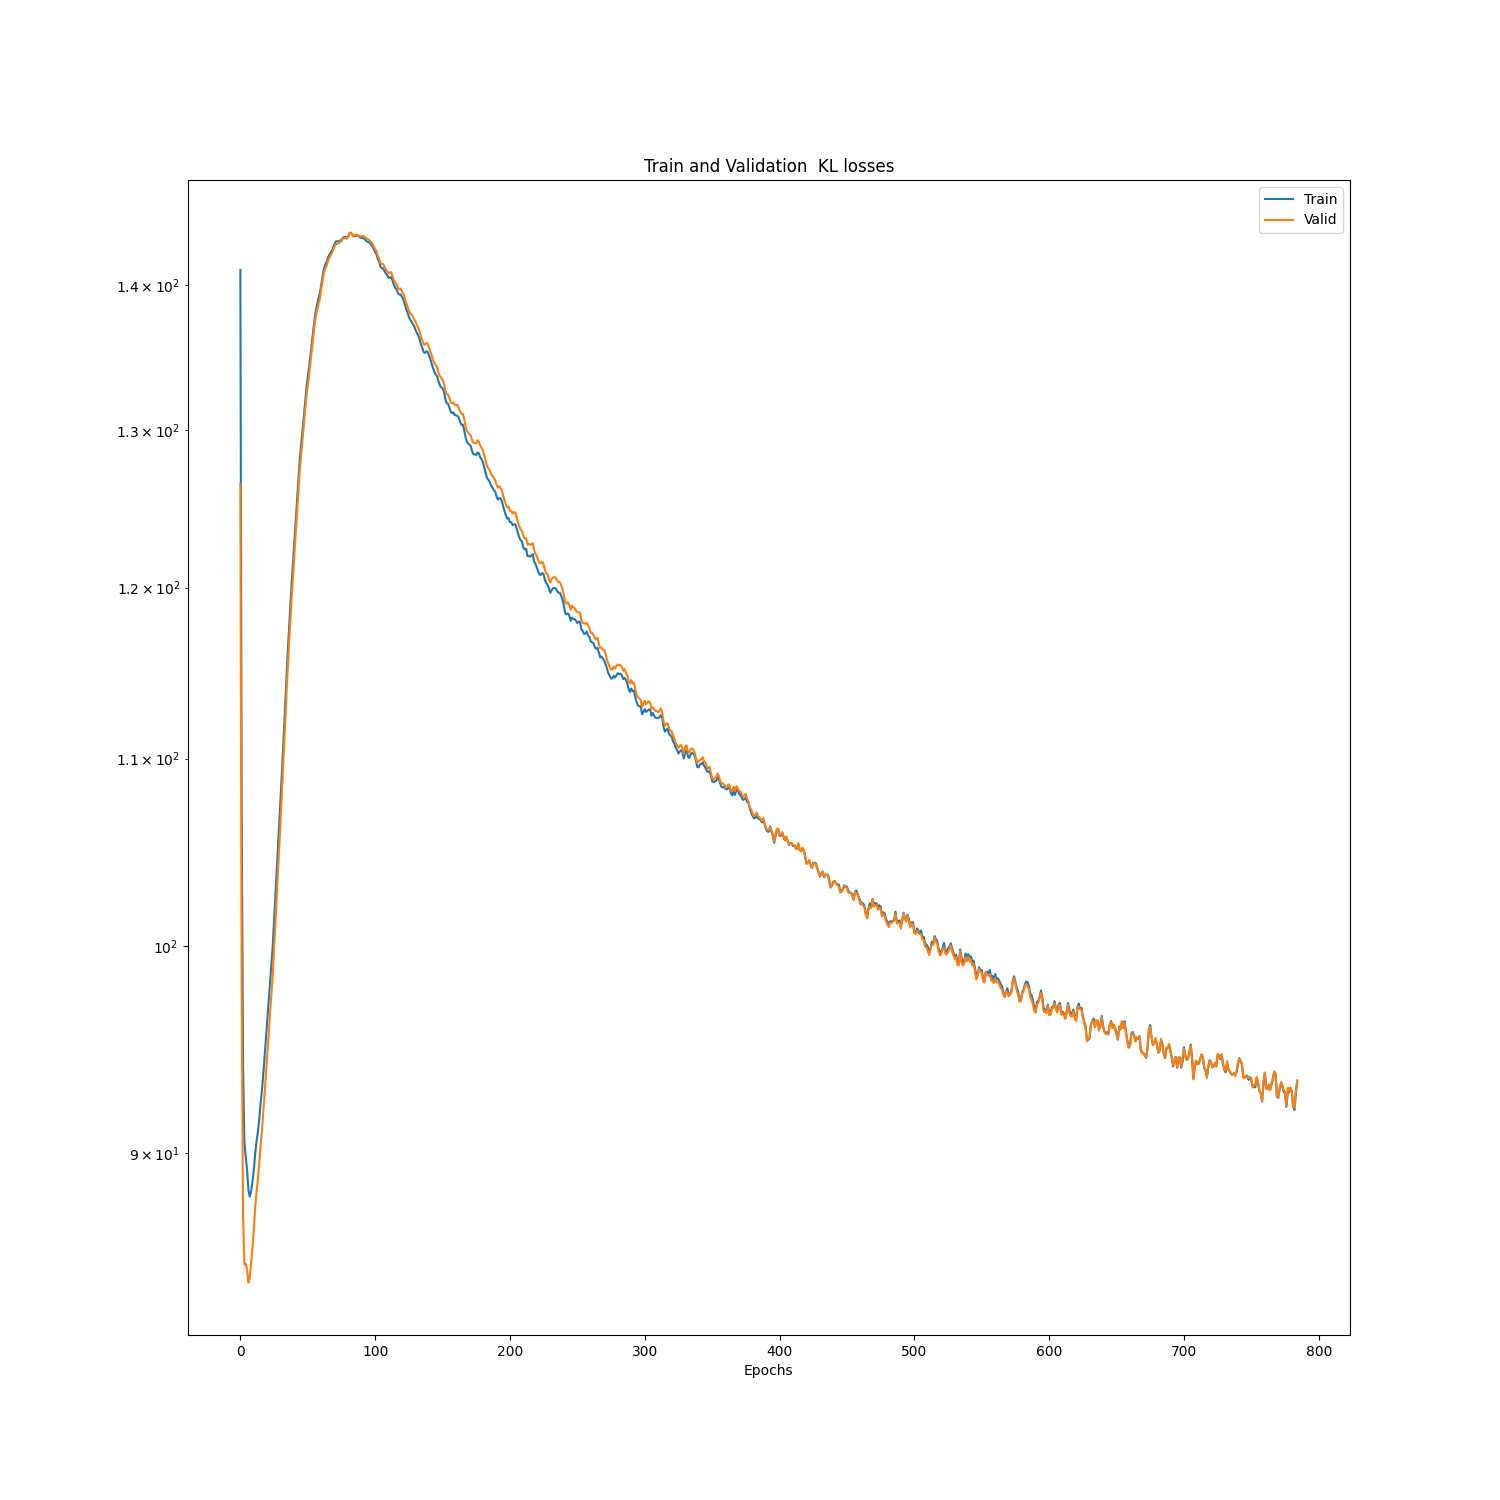 Train and Validation  KL losses
Train
Valid
1.4 × 10²
1.3 × 10²
1.2 × 10²
1.1 × 10²
10²
9 × 10¹
0 100 200 300 400 500 600 700 800
Epochs